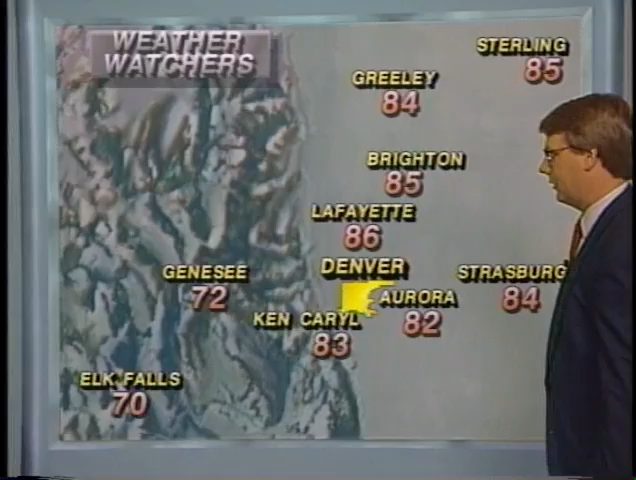 WEATHER
WATCHERS
STERLING
85
GREELEY
84
BRIGHTON
85
LAFAYETTE
86
GENESEE
72
DENVER
STRASBURG
84
AURORA
82
KEN CARYL
83
ELK FALLS
70